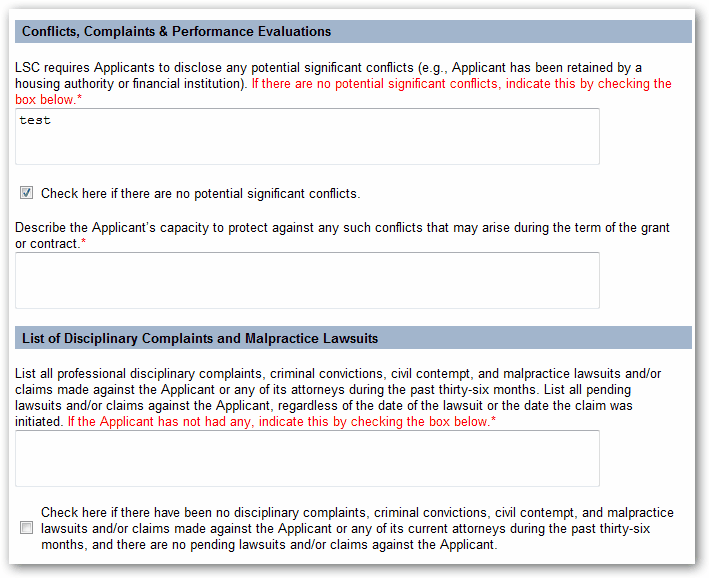 Conflicts, Complaints & Performance Evaluations
LSC requires Applicants to disclose any potential significant conflicts (e.g., Applicant has been retained by a
housing authority or financial institution). If there are no potential significant conflicts, indicate this by checking the
box below.*
test
Check here if there are no potential significant conflicts.
Describe the Applicant's capacity to protect against any such conflicts that may arise during the term of the grant
or contract.*
List of Disciplinary Complaints and Malpractice Lawsuits
List all professional disciplinary complaints, criminal convictions, civil contempt, and malpractice lawsuits and/or
claims made against the Applicant or any of its attorneys during the past thirty-six months. List all pending
lawsuits and/or claims against the Applicant, regardless of the date of the lawsuit or the date the claim was
initiated. If the Applicant has not had any, indicate this by checking the box below.*
Check here if there have been no disciplinary complaints, criminal convictions, civil contempt, and malpractice
lawsuits and/or claims made against the Applicant or any of its current attorneys during the past thirty-six
months, and there are no pending lawsuits and/or claims against the Applicant.